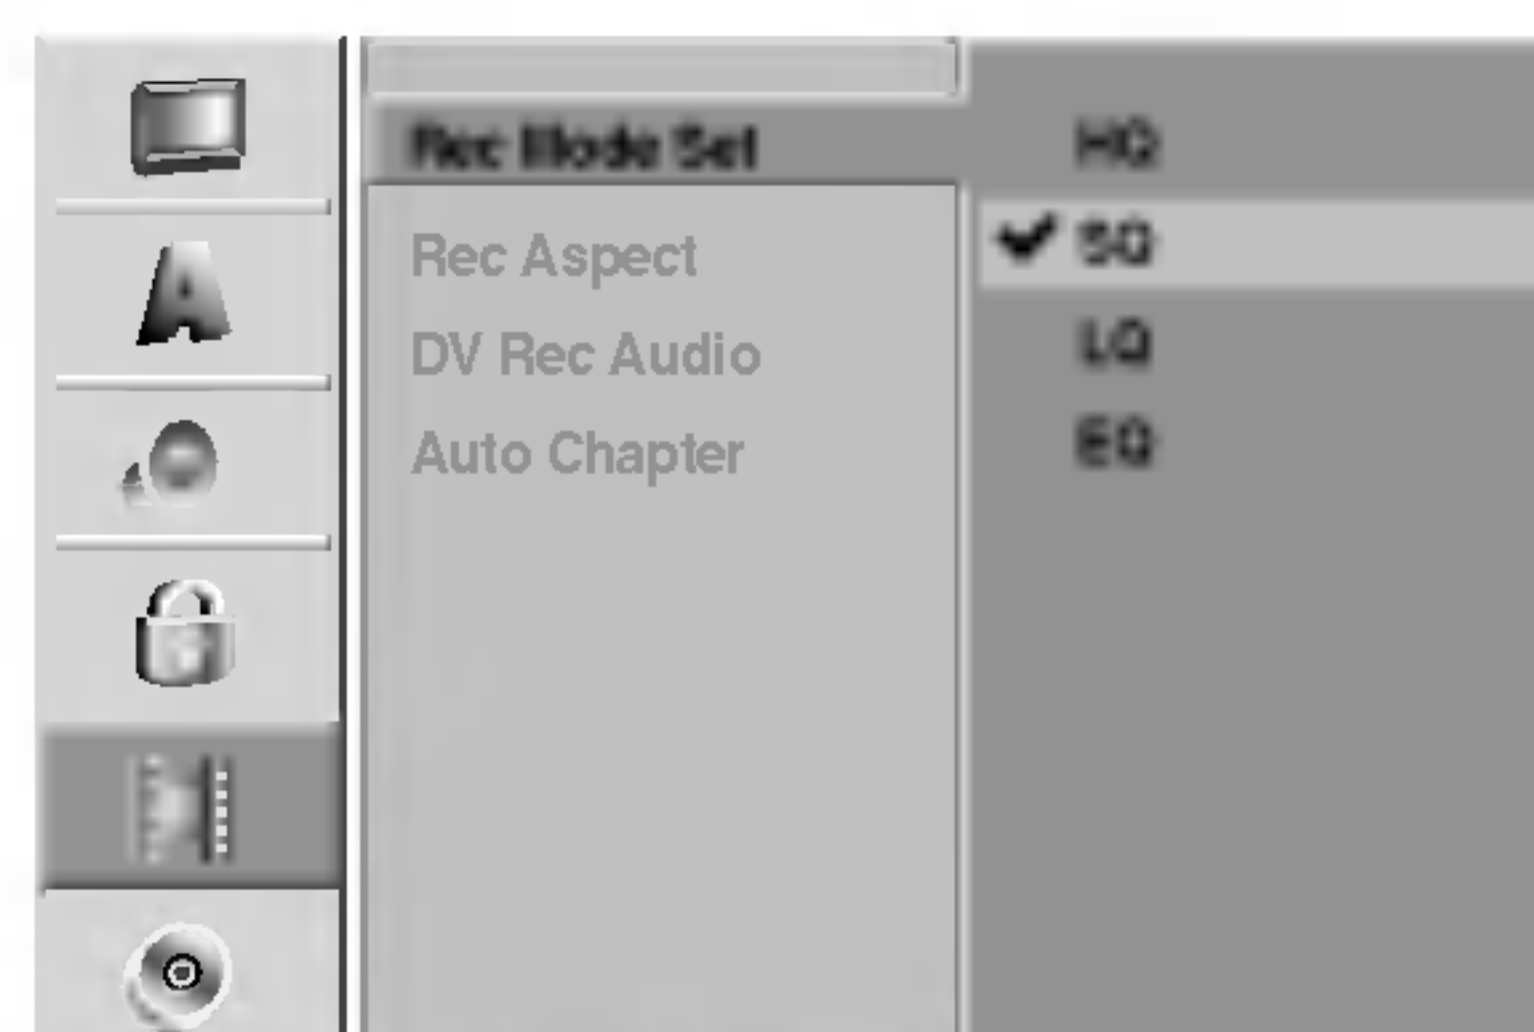 Rec Mode Set
Rec Aspect
DV Rec Audio
Auto Chapter
HQ
SQ
LQ
EQ